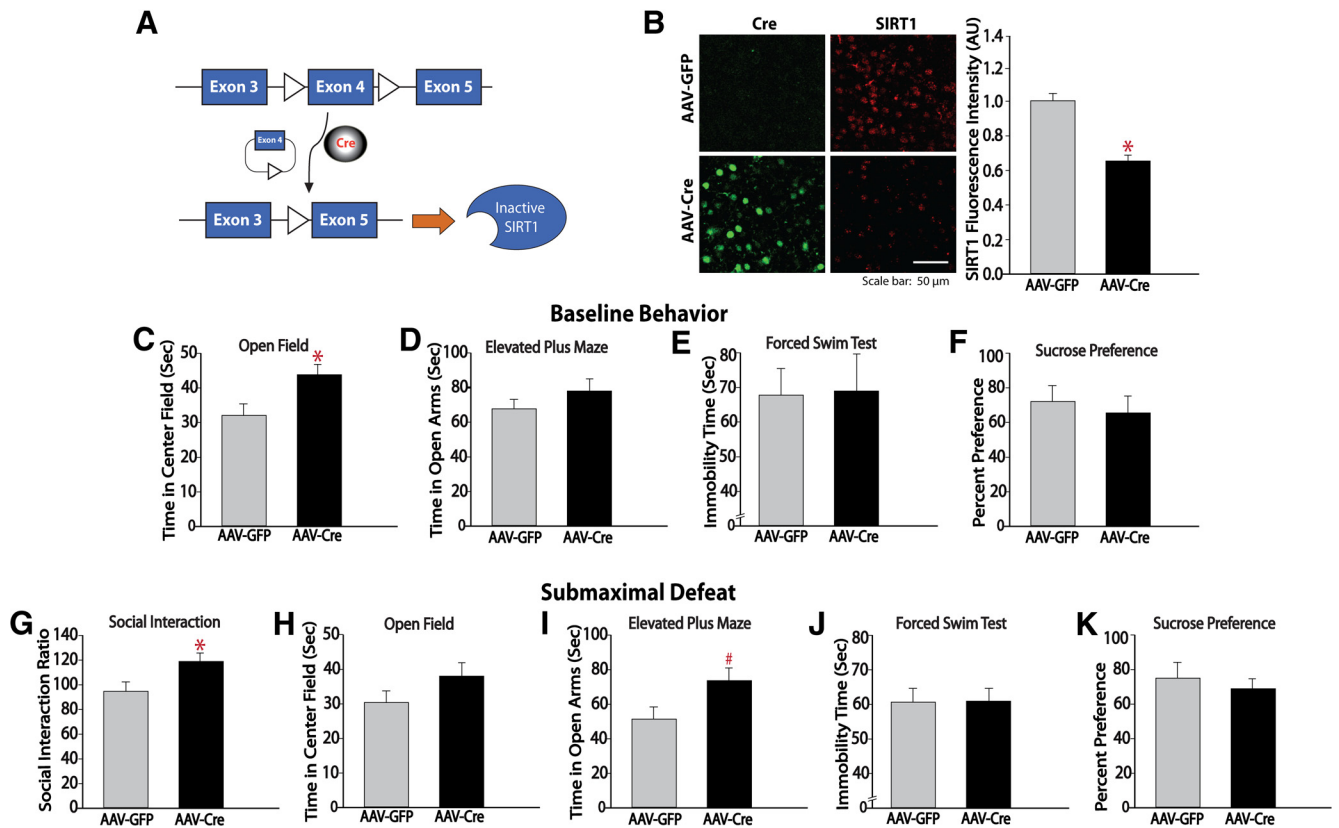 A
Exon 3
Exon 4
Exon 5
Exon 4
Cre
Exon 3
Exon 5
Inactive
SIRT1
B
Cre
SIRT1
AAV-GFP
AAV-Cre
Scale bar: 50 µm
SIRT1 Fluorescence Intensity (AU)
1.4
1.2
1.0
0.8
0.6
0.4
0.2
0.0
*
AAV-GFP
AAV-Cre
Baseline Behavior
C
Open Field
Time in Center Field (Sec)
50
40
30
20
10
0
*
AAV-GFP
AAV-Cre
D
Elevated Plus Maze
Time in Open Arms (Sec)
100
80
60
40
20
0
AAV-GFP
AAV-Cre
E
Forced Swim Test
Immobility Time (Sec)
80
70
60
40
0
AAV-GFP
AAV-Cre
F
Sucrose Preference
Percent Preference
100
80
60
40
20
0
AAV-GFP
AAV-Cre
Submaximal Defeat
G
Social Interaction
Social Interaction Ratio
140
120
100
80
60
40
20
0
*
AAV-GFP
AAV-Cre
H
Open Field
Time in Center Field (Sec)
50
40
30
20
10
0
AAV-GFP
AAV-Cre
I
Elevated Plus Maze
Time in Open Arms (Sec)
100
80
60
40
20
0
#
AAV-GFP
AAV-Cre
J
Forced Swim Test
Immobility Time (Sec)
80
70
60
40
0
AAV-GFP
AAV-Cre
K
Sucrose Preference
Percent Preference
100
80
60
40
20
0
AAV-GFP
AAV-Cre